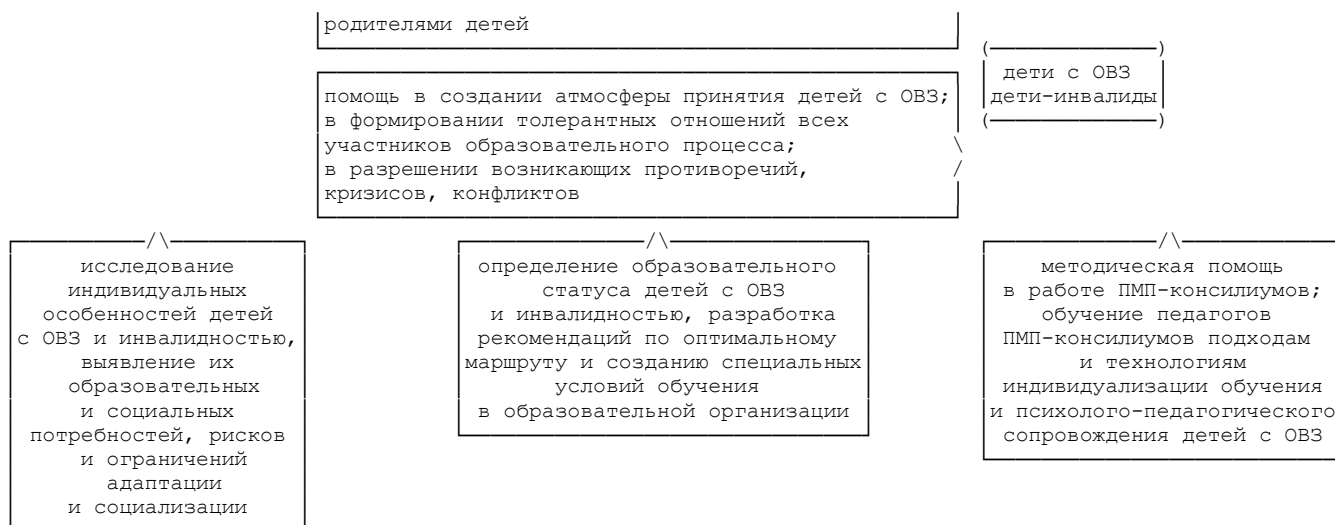 родителями детей
дети с ОВЗ
дети-инвалиды
помощь в создании атмосферы принятия детей с ОВЗ;
в формировании толерантных отношений всех
участников образовательного процесса;
в разрешении возникающих противоречий,
кризисов, конфликтов
исследование
индивидуальных
особенностей детей
с ОВЗ и инвалидностью,
выявление их
образовательных
и социальных
потребностей, рисков
и ограничений
адаптации
и социализации
определение образовательного
статуса детей с ОВЗ
и инвалидностью, разработка
рекомендаций по оптимальному
маршруту и созданию специальных
условий обучения
в образовательной организации
методическая помощь
в работе ПМП-консилиумов;
обучение педагогов
ПМП-консилиумов подходам
и технологиям
индивидуализации обучения
и психолого-педагогического
сопровождения детей с ОВЗ